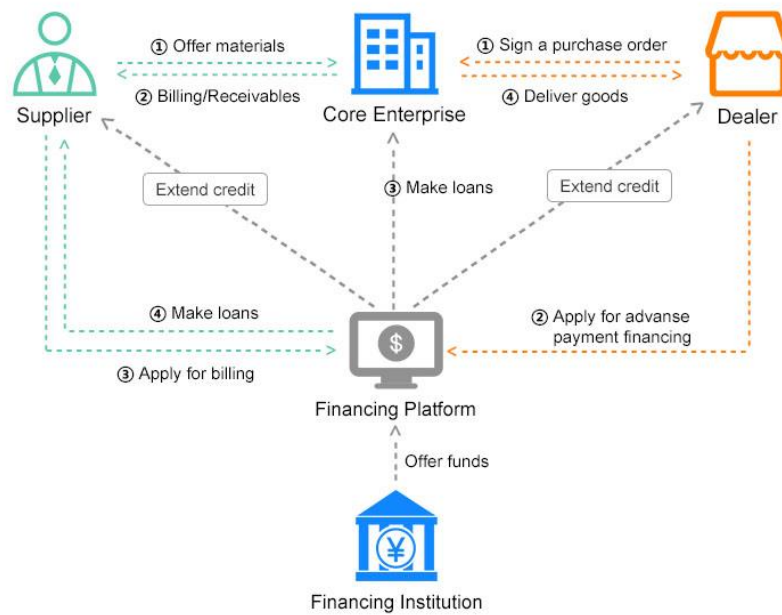 ① Offer materials
① Sign a purchase order
② Billing/Receivables
④ Deliver goods
Supplier
Core Enterprise
Dealer
Extend credit
③ Make loans
Extend credit
④ Make loans
② Apply for advanse
payment financing
$
③ Apply for billing
Financing Platform
Offer funds
¥
Financing Institution